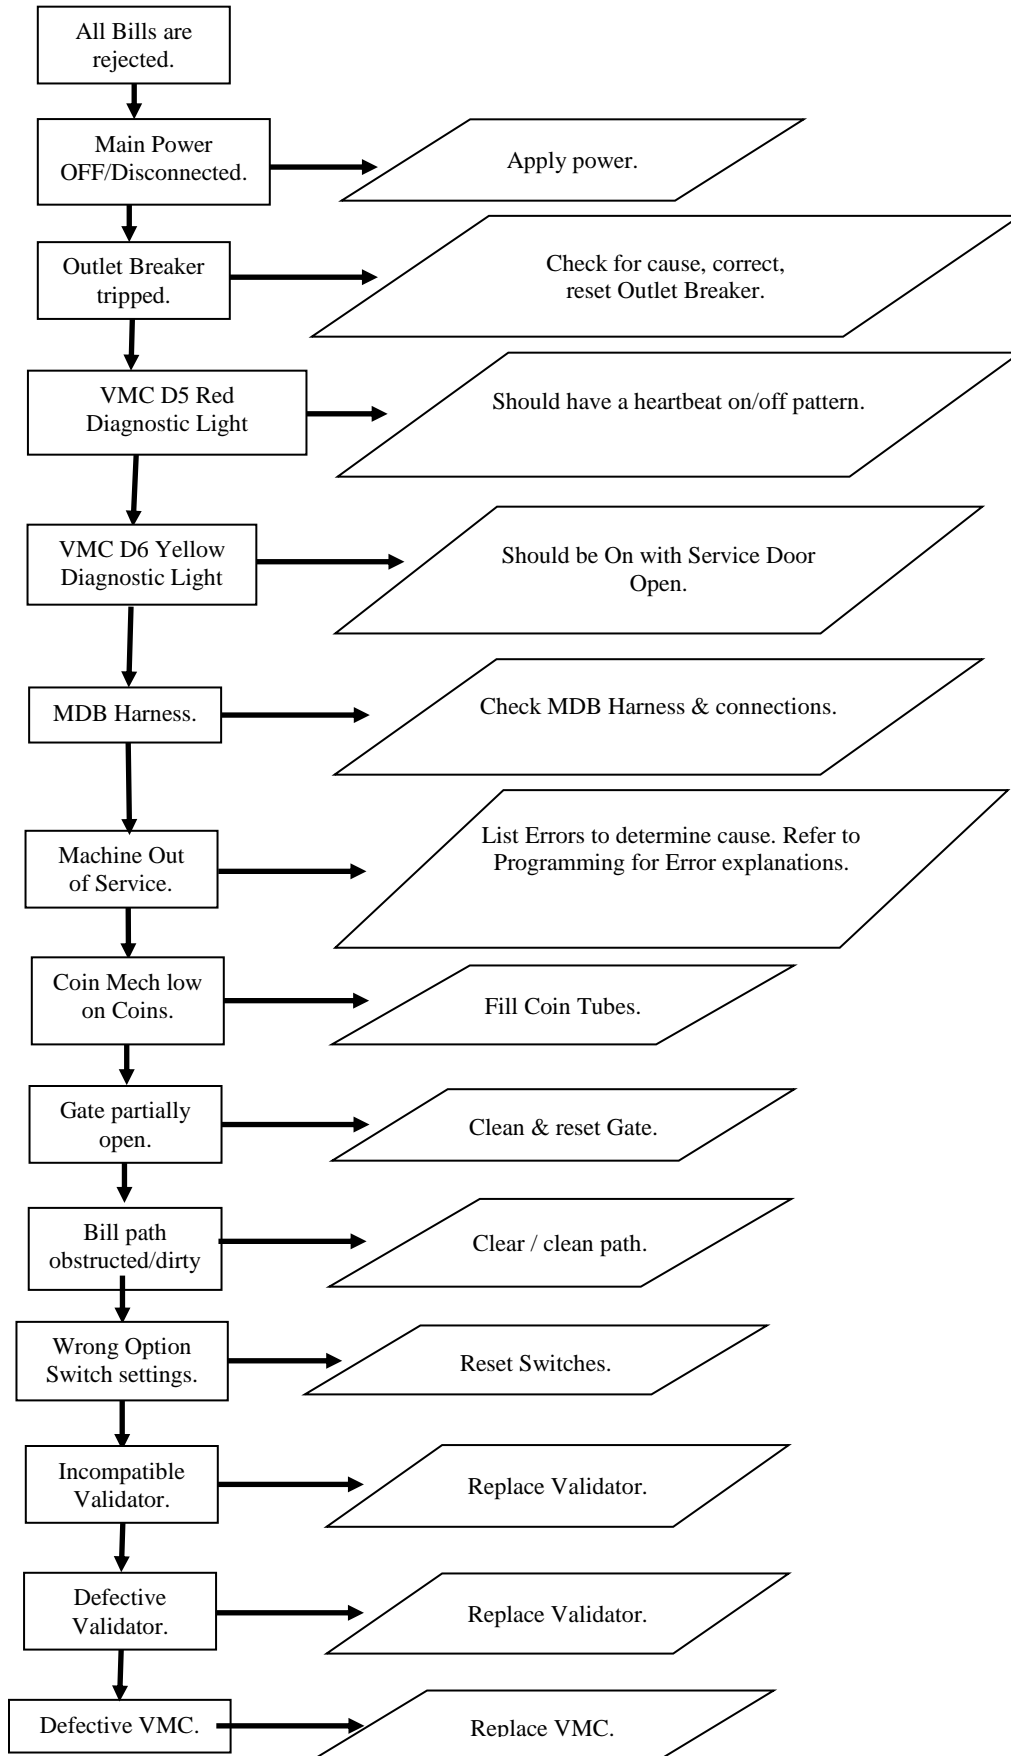 All Bills are
rejected.
Main Power
OFF/Disconnected.
Apply power.
Outlet Breaker
tripped.
Check for cause, correct,
reset Outlet Breaker.
VMC D5 Red
Diagnostic Light
Should have a heartbeat on/off pattern.
VMC D6 Yellow
Diagnostic Light
Should be On with Service Door
Open.
MDB Harness.
Check MDB Harness & connections.
Machine Out
of Service.
List Errors to determine cause. Refer to
Programming for Error explanations.
Coin Mech low
on Coins.
Fill Coin Tubes.
Gate partially
open.
Clean & reset Gate.
Bill path
obstructed/dirty
Clear / clean path.
Wrong Option
Switch settings.
Reset Switches.
Incompatible
Validator.
Replace Validator.
Defective
Validator.
Replace Validator.
Defective VMC.
Replace VMC.